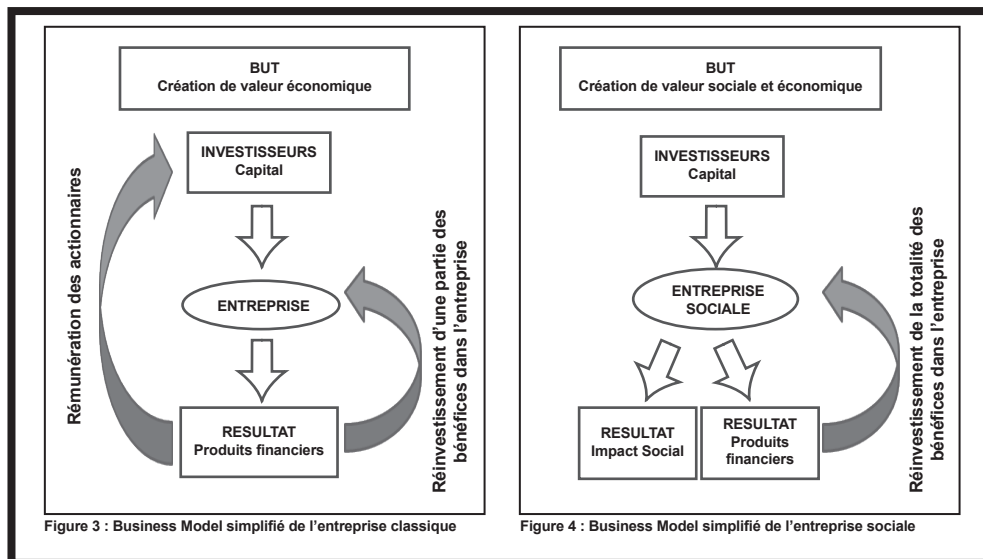 BUT
Création de valeur économique
INVESTISSEURS
Capital
Rémunération des actionnaires
ENTREPRISE
Réinvestissement d'une partie des
bénéfices dans l'entreprise
RESULTAT
Produits financiers
Figure 3 : Business Model simplifié de l'entreprise classique
BUT
Création de valeur sociale et économique
INVESTISSEURS
Capital
ENTREPRISE
SOCIALE
Réinvestissement de la totalité des
bénéfices dans l'entreprise
RESULTAT
Impact Social
RESULTAT
Produits
financiers
Figure 4 : Business Model simplifié de l'entreprise sociale